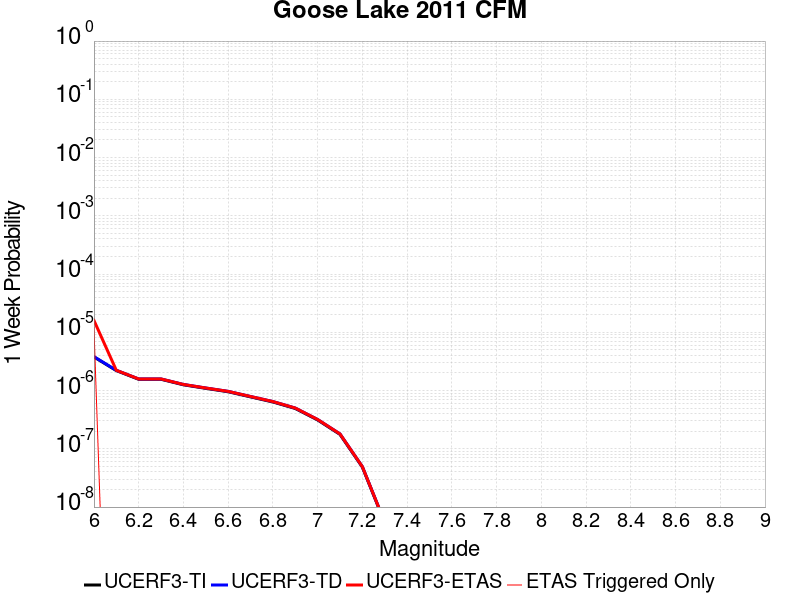 Goose Lake 2011 CFM
10 0
10 -1
10 -2
10 -3
10 -4
10 -5
10 -6
10 -7
10 -8
1 Week Probability
6 6.2 6.4 6.6 6.8 7 7.2 7.4 7.6 7.8 8 8.2 8.4 8.6 8.8 9
Magnitude
UCERF3-TI UCERF3-TD UCERF3-ETAS ETAS Triggered Only